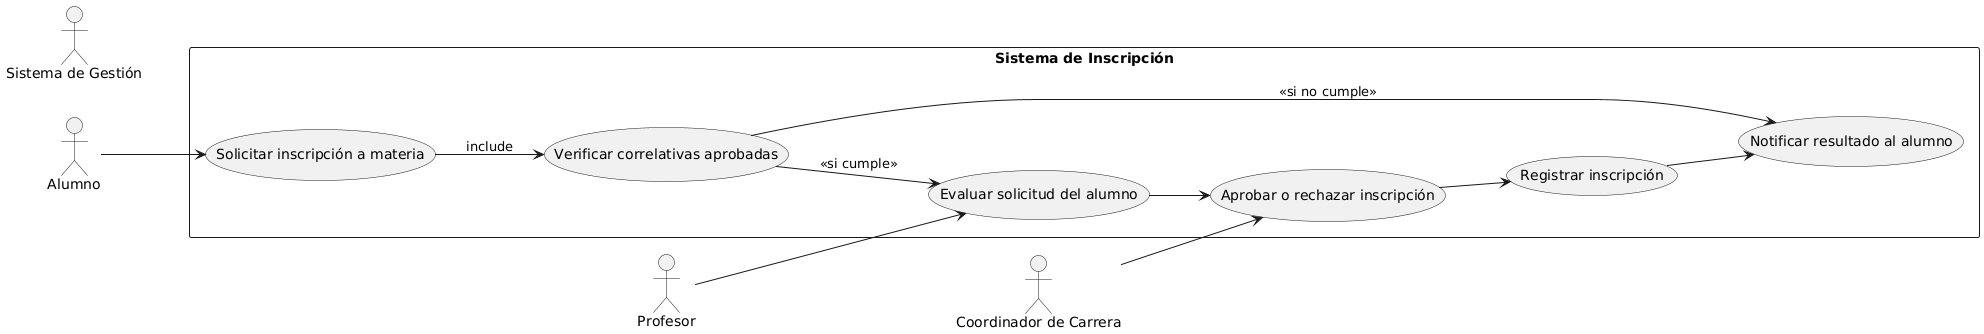 Sistema de Gestión
Sistema de Inscripción
«si no cumple»
Alumno
Solicitar inscripción a materia
include
Verificar correlativas aprobadas
«si cumple»
Evaluar solicitud del alumno
Aprobar o rechazar inscripción
Registrar inscripción
Notificar resultado al alumno
Profesor
Coordinador de Carrera